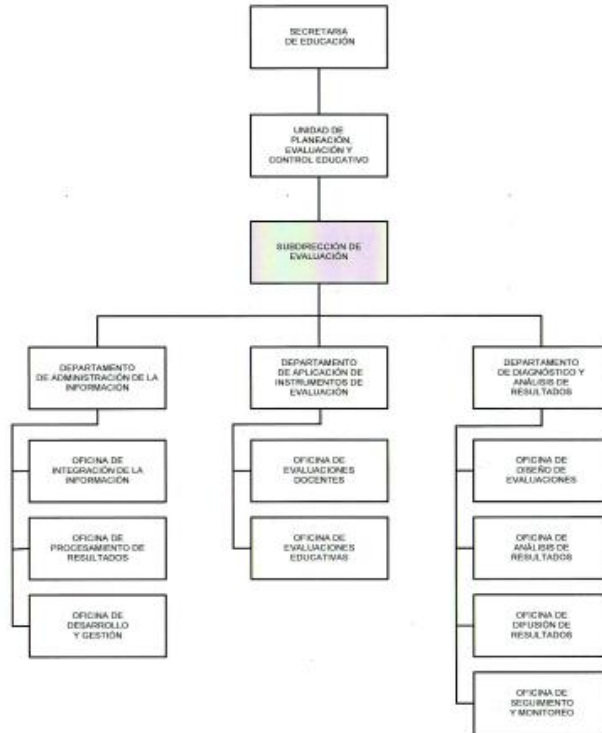 SECRETARIA
DE EDUCACIÓN
UNIDAD DE
PLANEACIÓN,
EVALUACIÓN Y
CONTROL EDUCATIVO
SUBDIRECCIÓN DE
EVALUACIÓN
DEPARTAMENTO
DE ADMINISTRACIÓN DE LA
INFORMACIÓN
DEPARTAMENTO
DE APLICACIÓN DE
INSTRUMENTOS DE
EVALUACIÓN
DEPARTAMENTO
DE DIAGNÓSTICO Y
ANÁLISIS DE
RESULTADOS
OFICINA DE
INTEGRACIÓN DE LA
INFORMACIÓN
OFICINA DE
EVALUACIONES
DOCENTES
OFICINA DE
DISEÑO DE
EVALUACIONES
OFICINA DE
PROCESAMIENTO DE
RESULTADOS
OFICINA DE
EVALUACIONES
EDUCATIVAS
OFICINA DE
ANÁLISIS DE
RESULTADOS
OFICINA DE
DESARROLLO
Y GESTIÓN
OFICINA DE
DIFUSIÓN DE
RESULTADOS
OFICINA DE
SEGUIMIENTO
Y MONITOREO